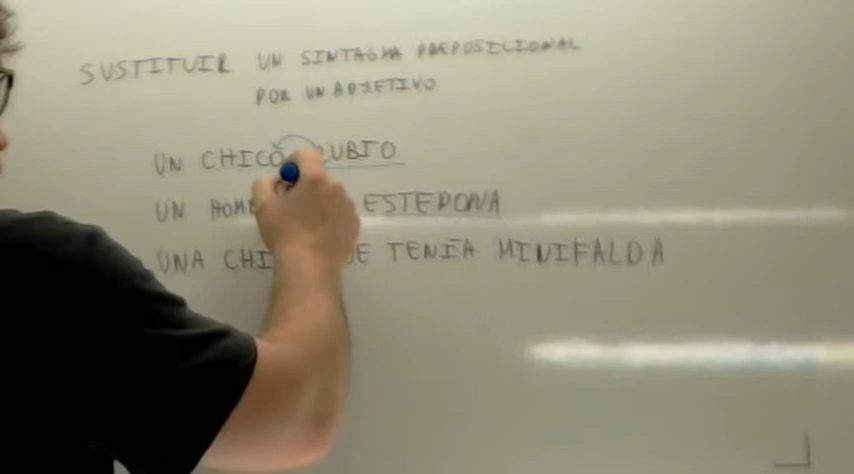 SUSTITUIR UN SINTAGMA PREPOSICIONAL
POR UN ADJETIVO
UN CHICO RUBIO
UN ESTEPONA
UNA TENÍA MINIFALDA